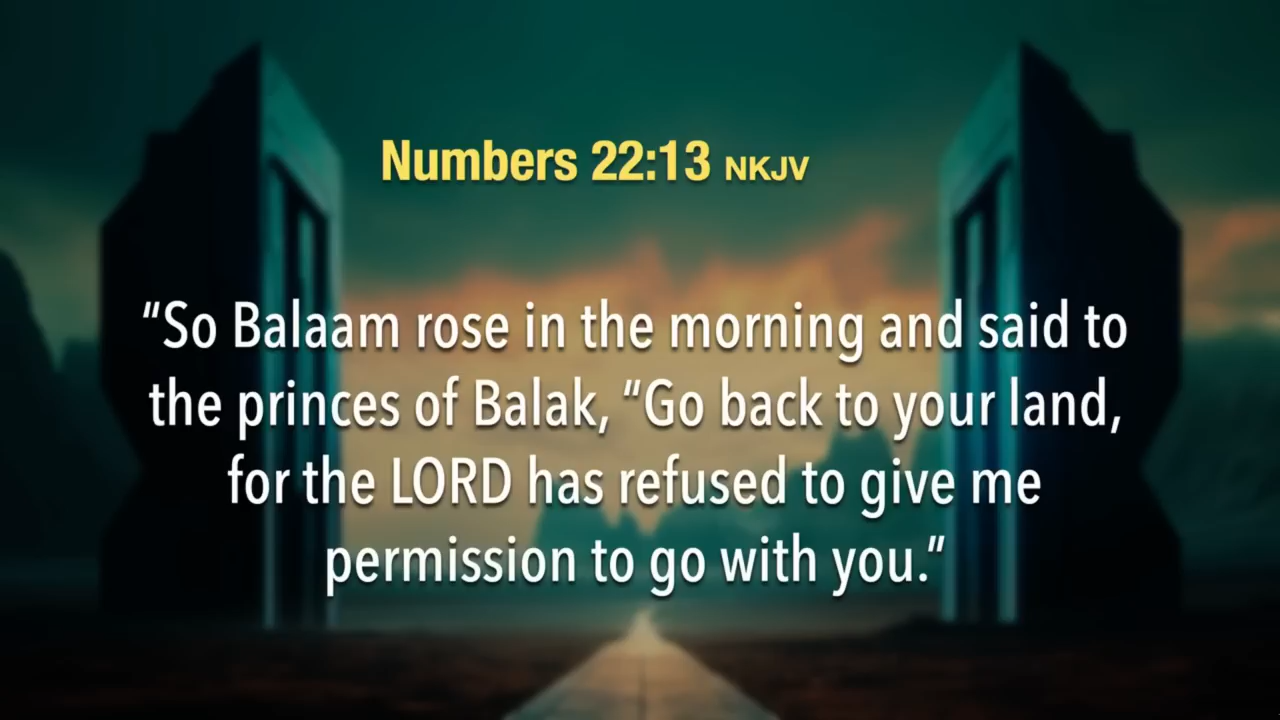 Numbers 22:13 NKJV
“So Balaam rose in the morning and said to
the princes of Balak, “Go back to your land,
for the LORD has refused to give me
permission to go with you.”